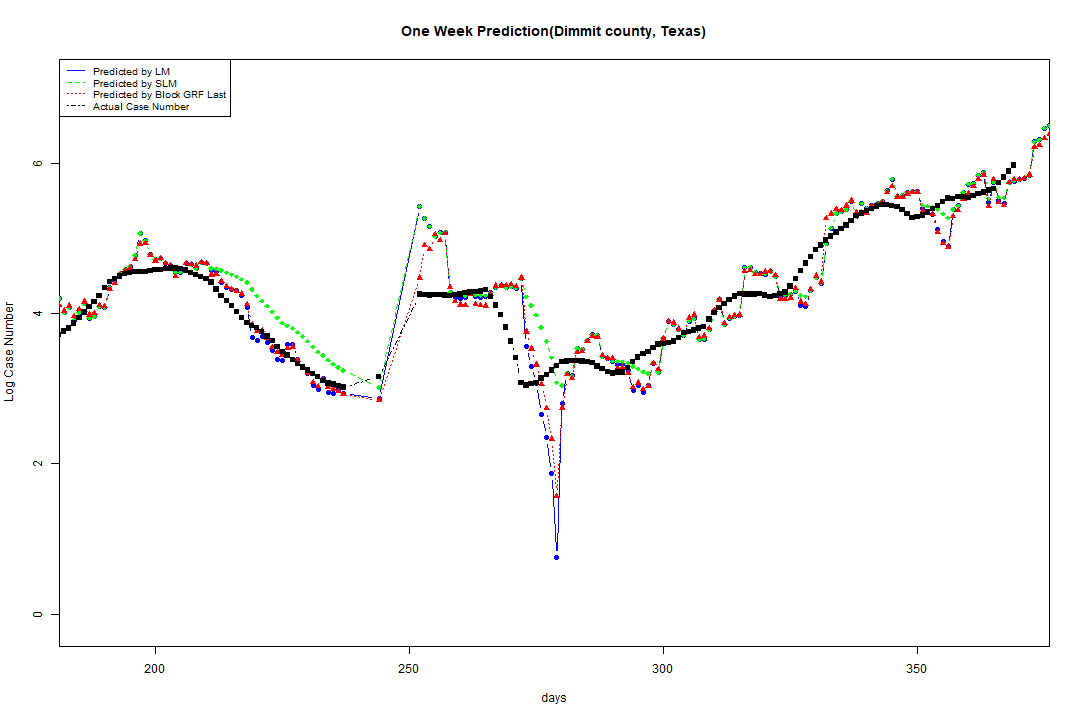 One Week Prediction(Dimmit county, Texas)
Predicted by LM
Predicted by SLM
Predicted by Block GRF Last
Actual Case Number
6
4
2
0
Log Case Number
200
250
300
350
days